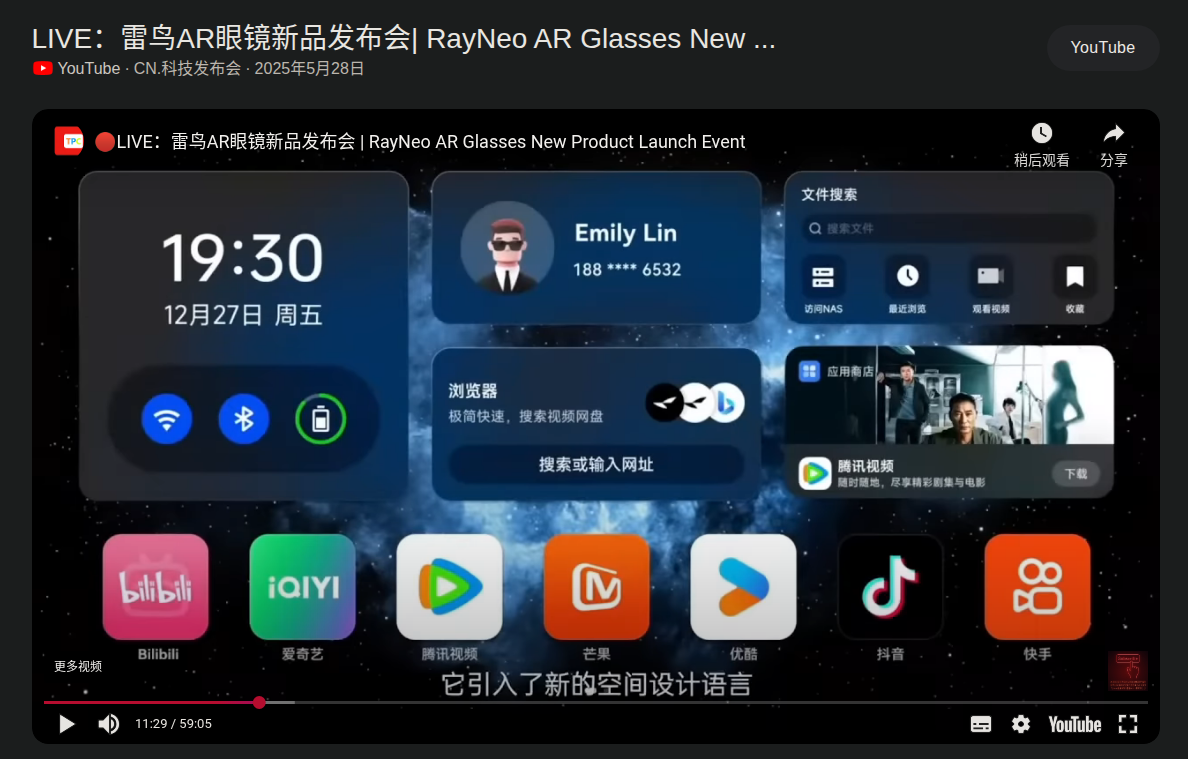 LIVE：雷鸟AR眼镜新品发布会| RayNeo AR Glasses New ...
YouTube · CN.科技发布会 · 2025年5月28日
YouTube
TPC
LIVE：雷鸟AR眼镜新品发布会 | RayNeo AR Glasses New Product Launch Event
稍后观看
分享
19:30
12月27日 周五
Emily Lin
188 **** 6532
文件搜索
搜索文件
访问NAS
最近浏览
观看视频
收藏
浏览器
极简快速，搜索视频网盘
搜索或输入网址
应用商店
腾讯视频
随时随地，尽享精彩剧集与电影
下载
bilibili
iQIYI
Bilibili
爱奇艺
腾讯视频
芒果
优酷
抖音
快手
更多视频
它引入了新的空间设计语言
11:29 / 59:05
YouTube